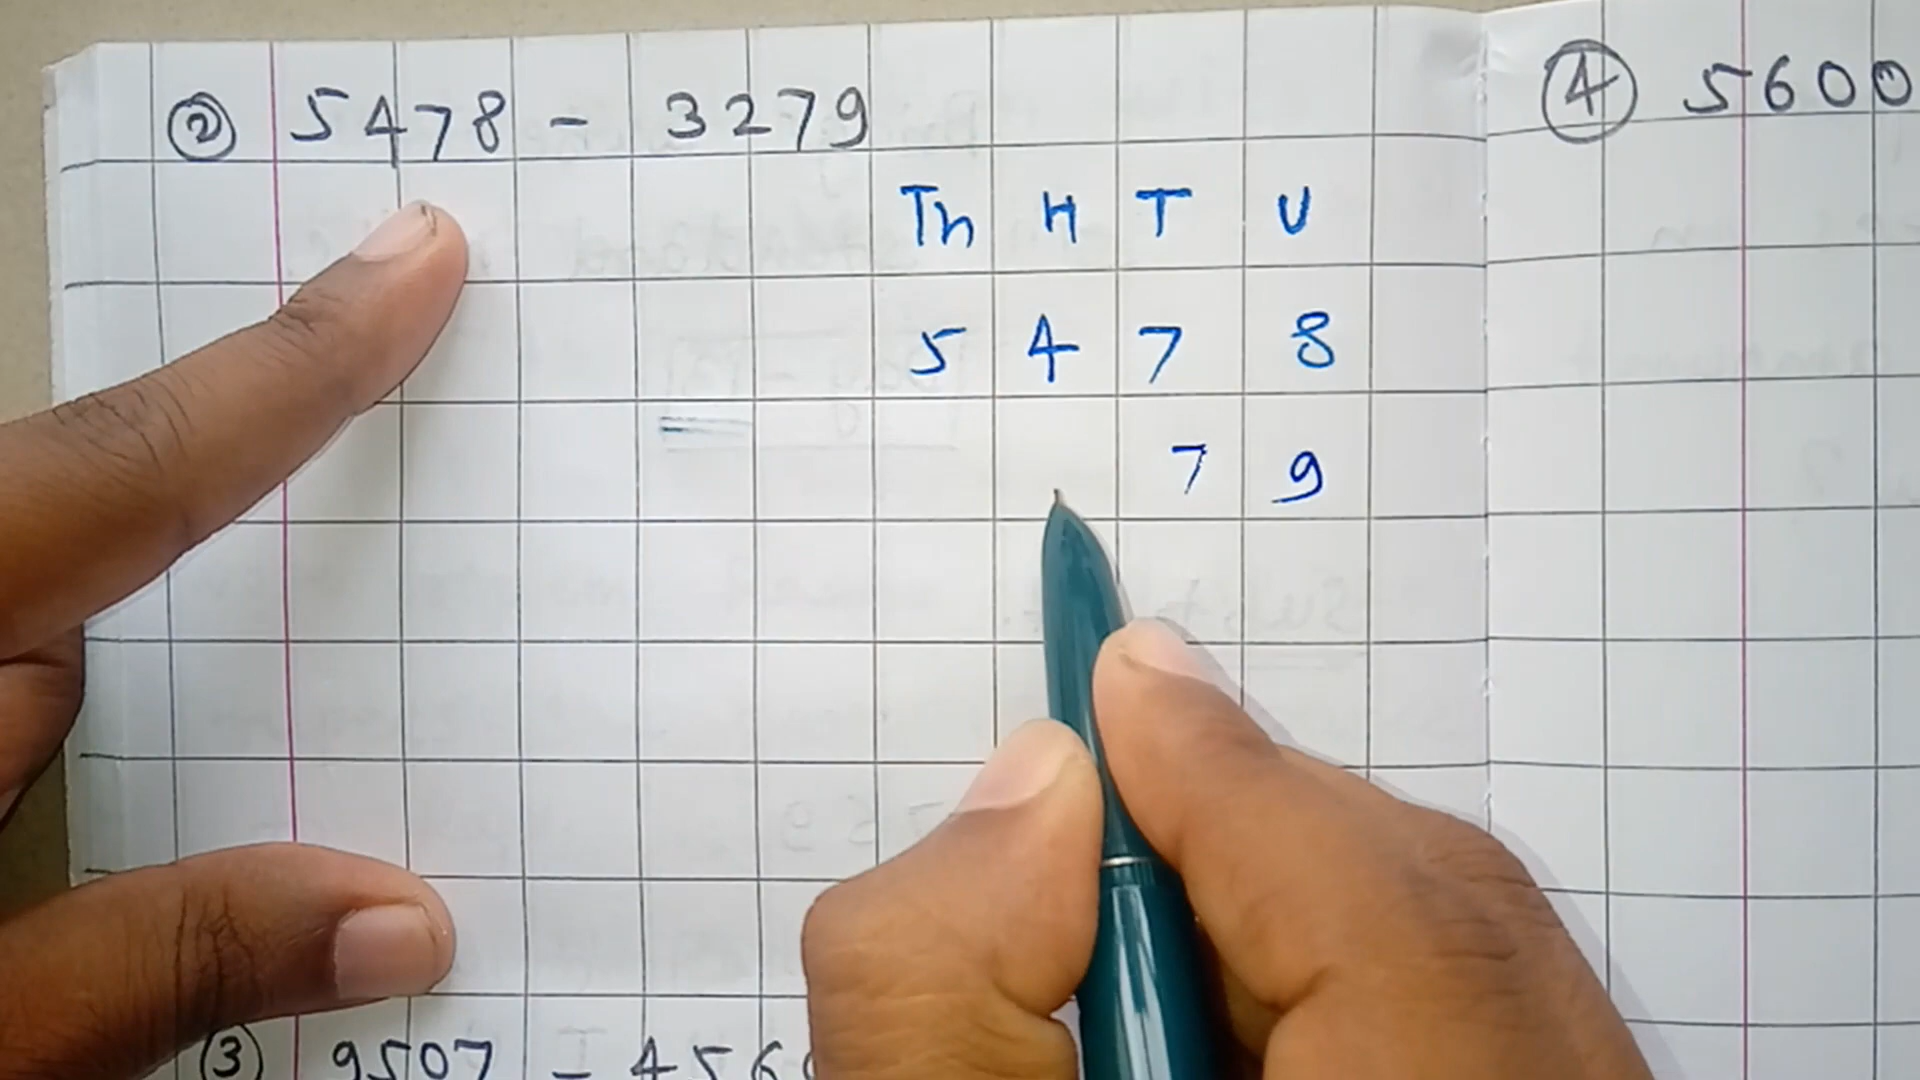 ② 5478 - 3279
Th H T U
5 4 7 8
7 9
③ 9507 - 456
④ 5600